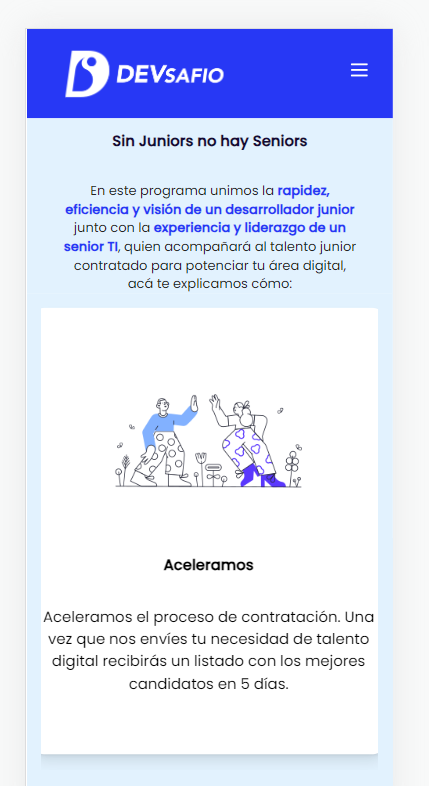 DEVSAFIO
Sin Juniors no hay Seniors
En este programa unimos la rapidez,
eficiencia y visión de un desarrollador junior
junto con la experiencia y liderazgo de un
senior TI, quien acompañará al talento junior
contratado para potenciar tu área digital,
acá te explicamos cómo:
Aceleramos
Aceleramos el proceso de contratación. Una
vez que nos envíes tu necesidad de talento
digital recibirás un listado con los mejores
candidatos en 5 días.